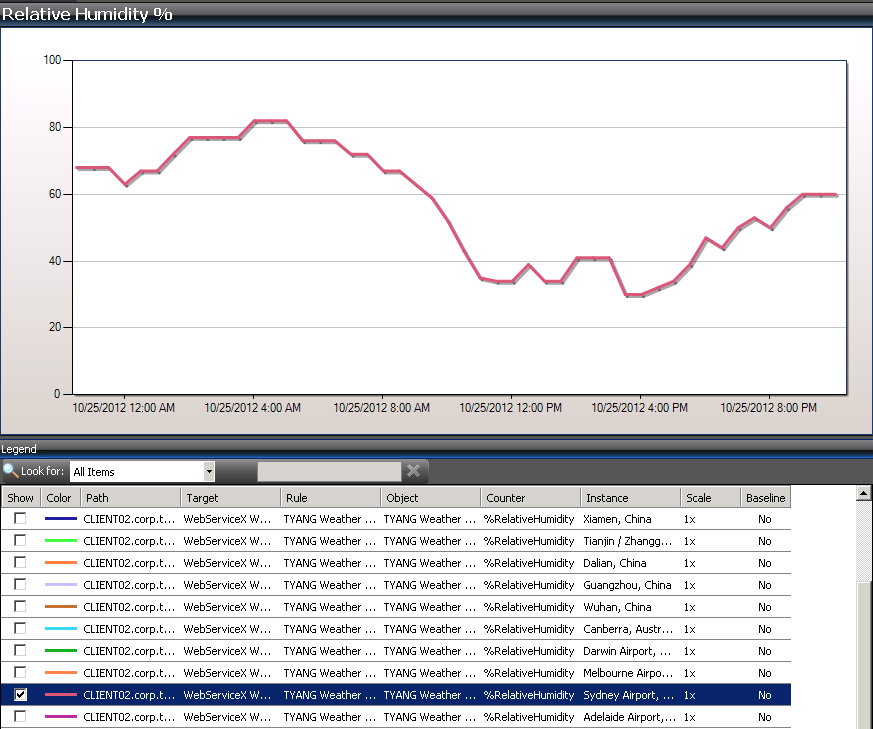 Relative Humidity %
100
80
60
40
20
0
10/25/2012 12:00 AM 10/25/2012 4:00 AM 10/25/2012 8:00 AM 10/25/2012 12:00 PM 10/25/2012 4:00 PM 10/25/2012 8:00 PM
Legend
Look for: All Items
Show Color Path Target Rule Object Counter Instance Scale Baseline
CLIENT02.corp.t... WebServiceX W... TYANG Weather ... TYANG Weather ... %RelativeHumidity Xiamen, China 1x No
CLIENT02.corp.t... WebServiceX W... TYANG Weather ... TYANG Weather ... %RelativeHumidity Tianjin / Zhangg... 1x No
CLIENT02.corp.t... WebServiceX W... TYANG Weather ... TYANG Weather ... %RelativeHumidity Dalian, China 1x No
CLIENT02.corp.t... WebServiceX W... TYANG Weather ... TYANG Weather ... %RelativeHumidity Guangzhou, China 1x No
CLIENT02.corp.t... WebServiceX W... TYANG Weather ... TYANG Weather ... %RelativeHumidity Wuhan, China 1x No
CLIENT02.corp.t... WebServiceX W... TYANG Weather ... TYANG Weather ... %RelativeHumidity Canberra, Austr... 1x No
CLIENT02.corp.t... WebServiceX W... TYANG Weather ... TYANG Weather ... %RelativeHumidity Darwin Airport, ... 1x No
CLIENT02.corp.t... WebServiceX W... TYANG Weather ... TYANG Weather ... %RelativeHumidity Melbourne Airpo... 1x No
CLIENT02.corp.t... WebServiceX W... TYANG Weather ... TYANG Weather ... %RelativeHumidity Sydney Airport, ... 1x No
CLIENT02.corp.t... WebServiceX W... TYANG Weather ... TYANG Weather ... %RelativeHumidity Adelaide Airport,... 1x No